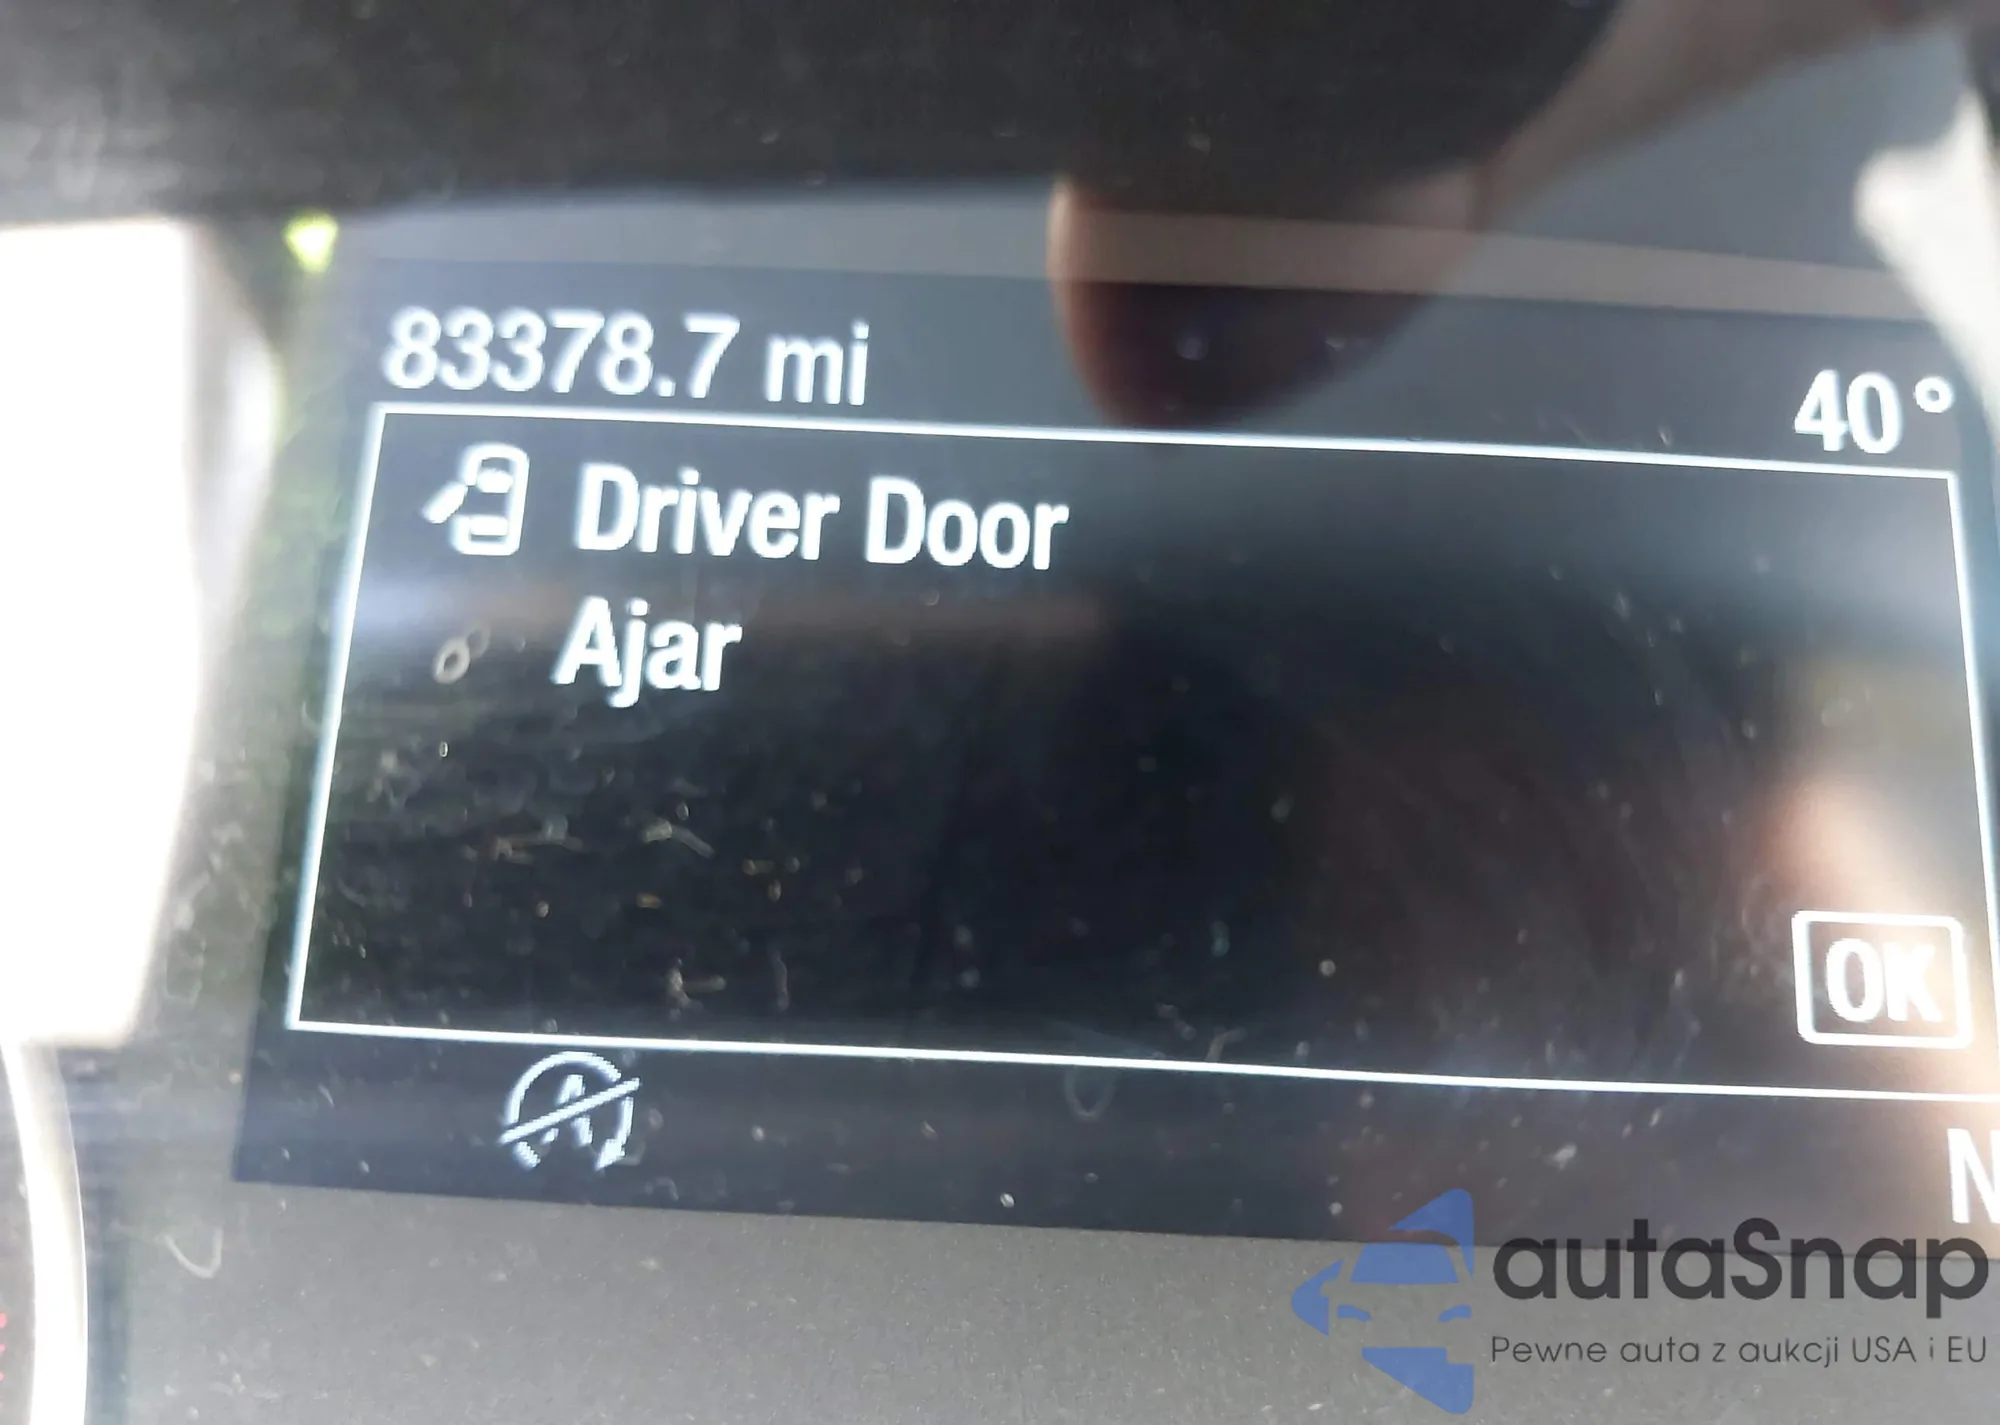 83378.7 mi
40°
Driver Door
Ajar
OK
A
N
autaSnap
Pewne auta z aukcji USA i EU